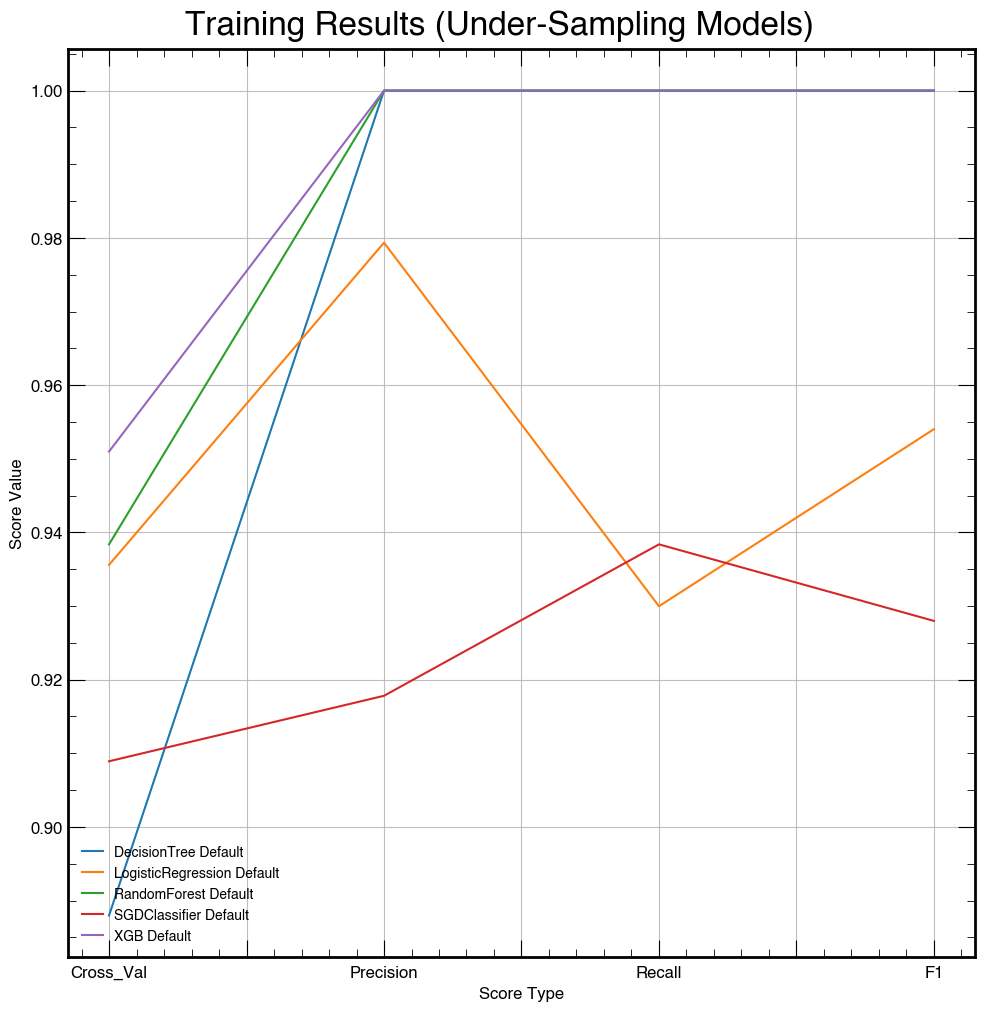 Training Results (Under-Sampling Models)
Score Value
1.00
0.98
0.96
0.94
0.92
0.90
DecisionTree Default
LogisticRegression Default
RandomForest Default
SGDClassifier Default
XGB Default
Cross_Val Precision Recall F1
Score Type